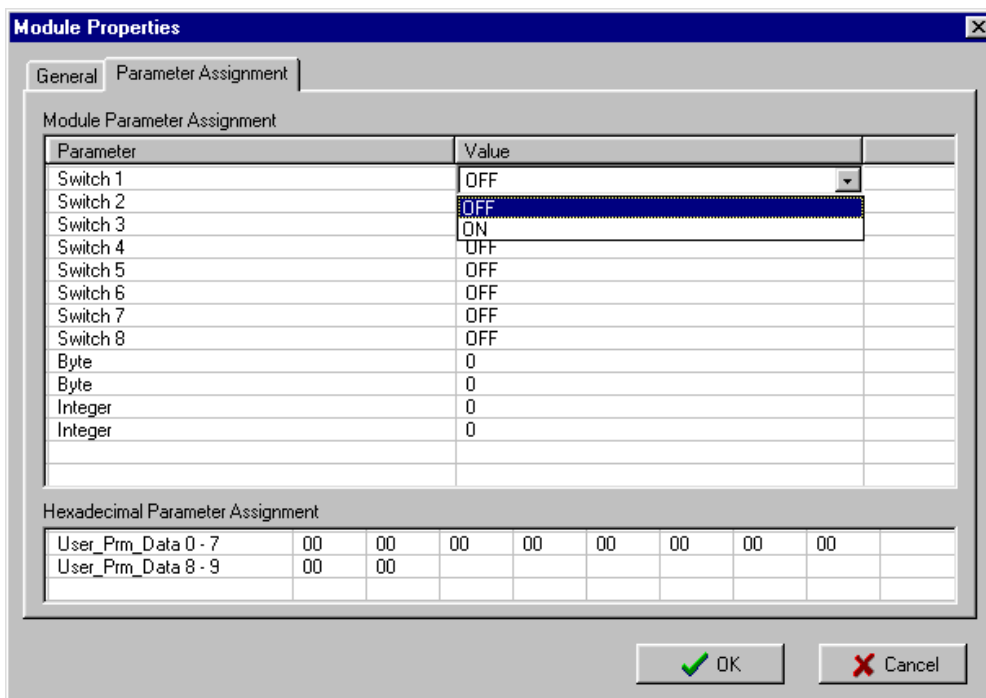 Module Properties
General Parameter Assignment
Module Parameter Assignment
Parameter Value
Switch 1 OFF
Switch 2 OFF
Switch 3 ON
Switch 4 OFF
Switch 5 OFF
Switch 6 OFF
Switch 7 OFF
Switch 8 OFF
Byte 0
Byte 0
Integer 0
Integer 0
Hexadecimal Parameter Assignment
User_Prm_Data 0 - 7 00 00 00 00 00 00 00 00
User_Prm_Data 8 - 9 00 00
OK Cancel